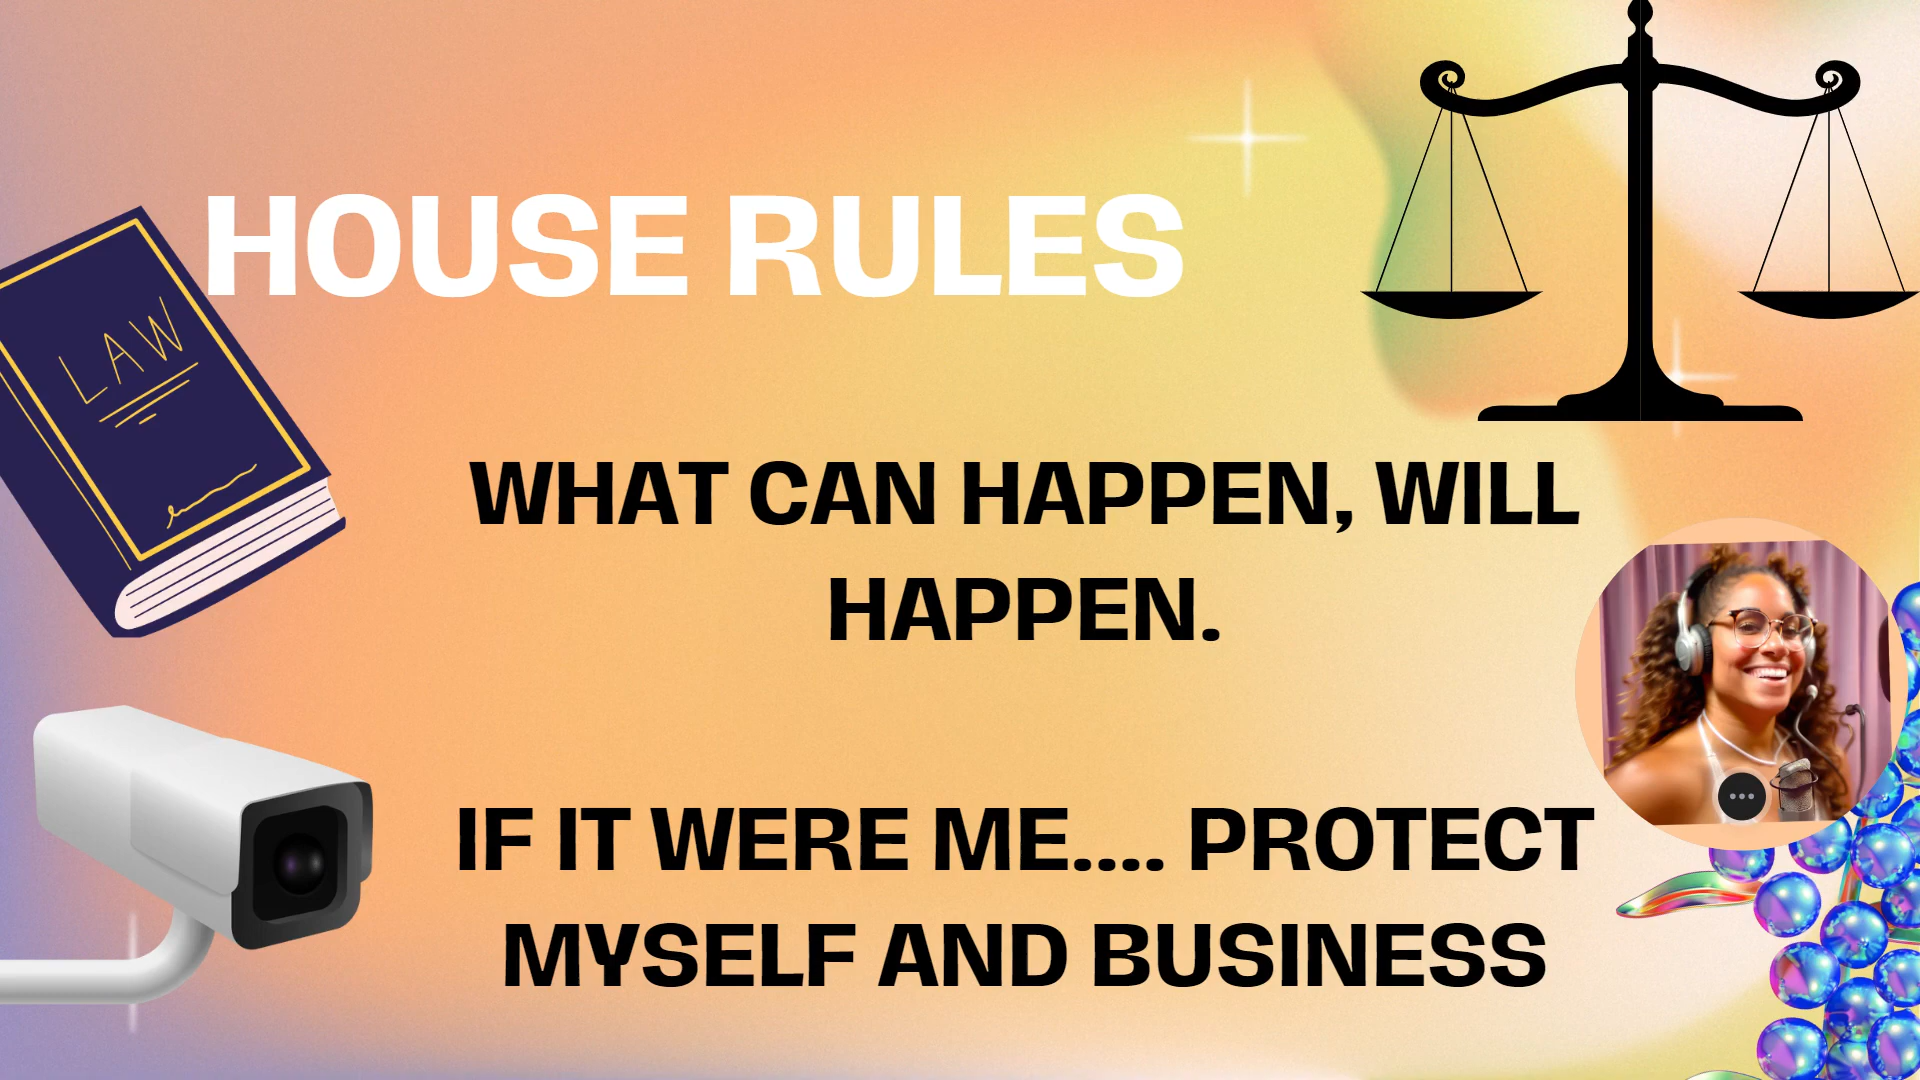 HOUSE RULES
LAW
WHAT CAN HAPPEN, WILL
HAPPEN.
IF IT WERE ME.... PROTECT
MYSELF AND BUSINESS